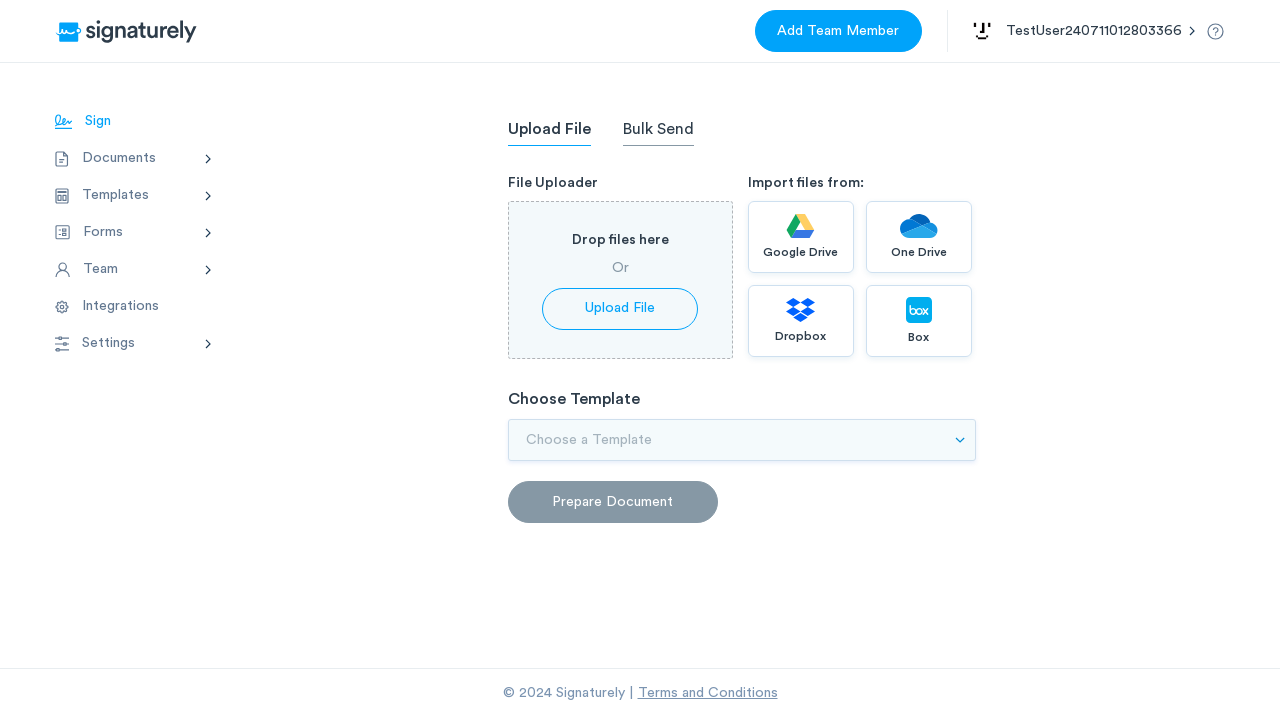 signaturely
Add Team Member
TestUser240711012803366
Sign
Documents
Templates
Forms
Team
Integrations
Settings
Upload File
Bulk Send
File Uploader
Drop files here
Or
Upload File
Import files from:
Google Drive
One Drive
Dropbox
box
Box
Choose Template
Choose a Template
Prepare Document
© 2024 Signaturely | Terms and Conditions